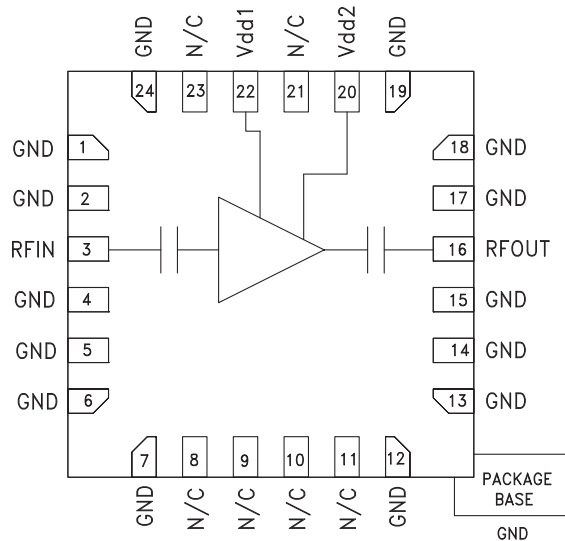 GND N/C Vdd1 N/C Vdd2 GND
24 23 22 21 20 19
GND 1 18 GND
GND 2 17 GND
RFIN 3 16 RFOUT
GND 4 15 GND
GND 5 14 GND
GND 6 13 GND
7 8 9 10 11 12
GND N/C N/C N/C N/C GND
PACKAGE
BASE
GND